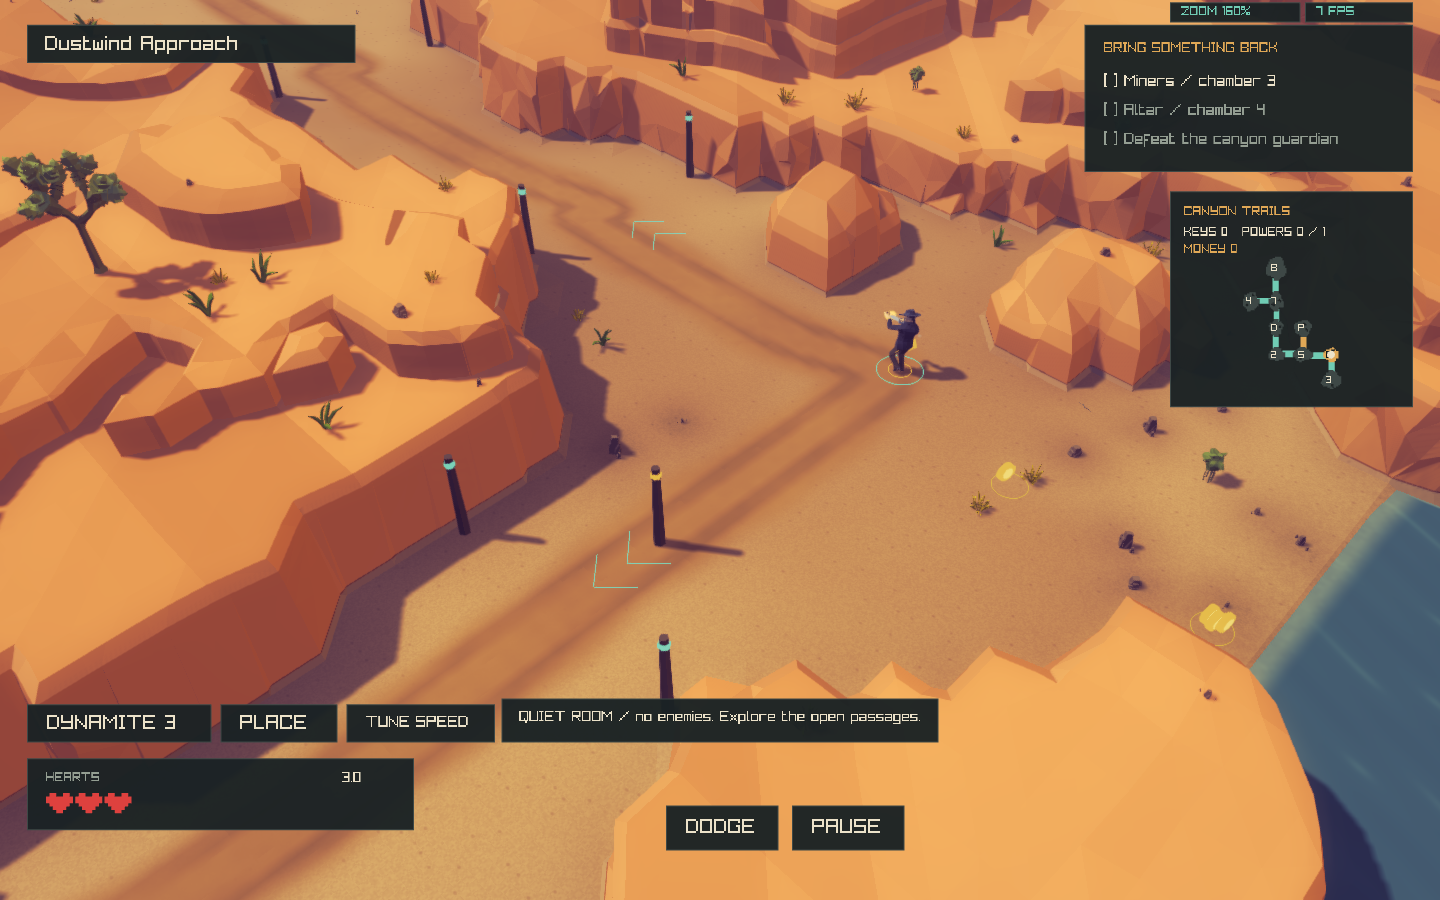 ZOOM 160%
7 FPS
Dustwind Approach
BRING SOMETHING BACK
[ ] Miners / chamber 3
[ ] Altar / chamber 4
[ ] Defeat the canyon guardian
CANYON TRAILS
KEYS 0 POWERS 0 / 1
MONEY 0
B
4 7
D P
2 5
3
DYNAMITE 3
PLACE
TUNE SPEED
QUIET ROOM / no enemies. Explore the open passages.
HEARTS 3.0
DODGE
PAUSE